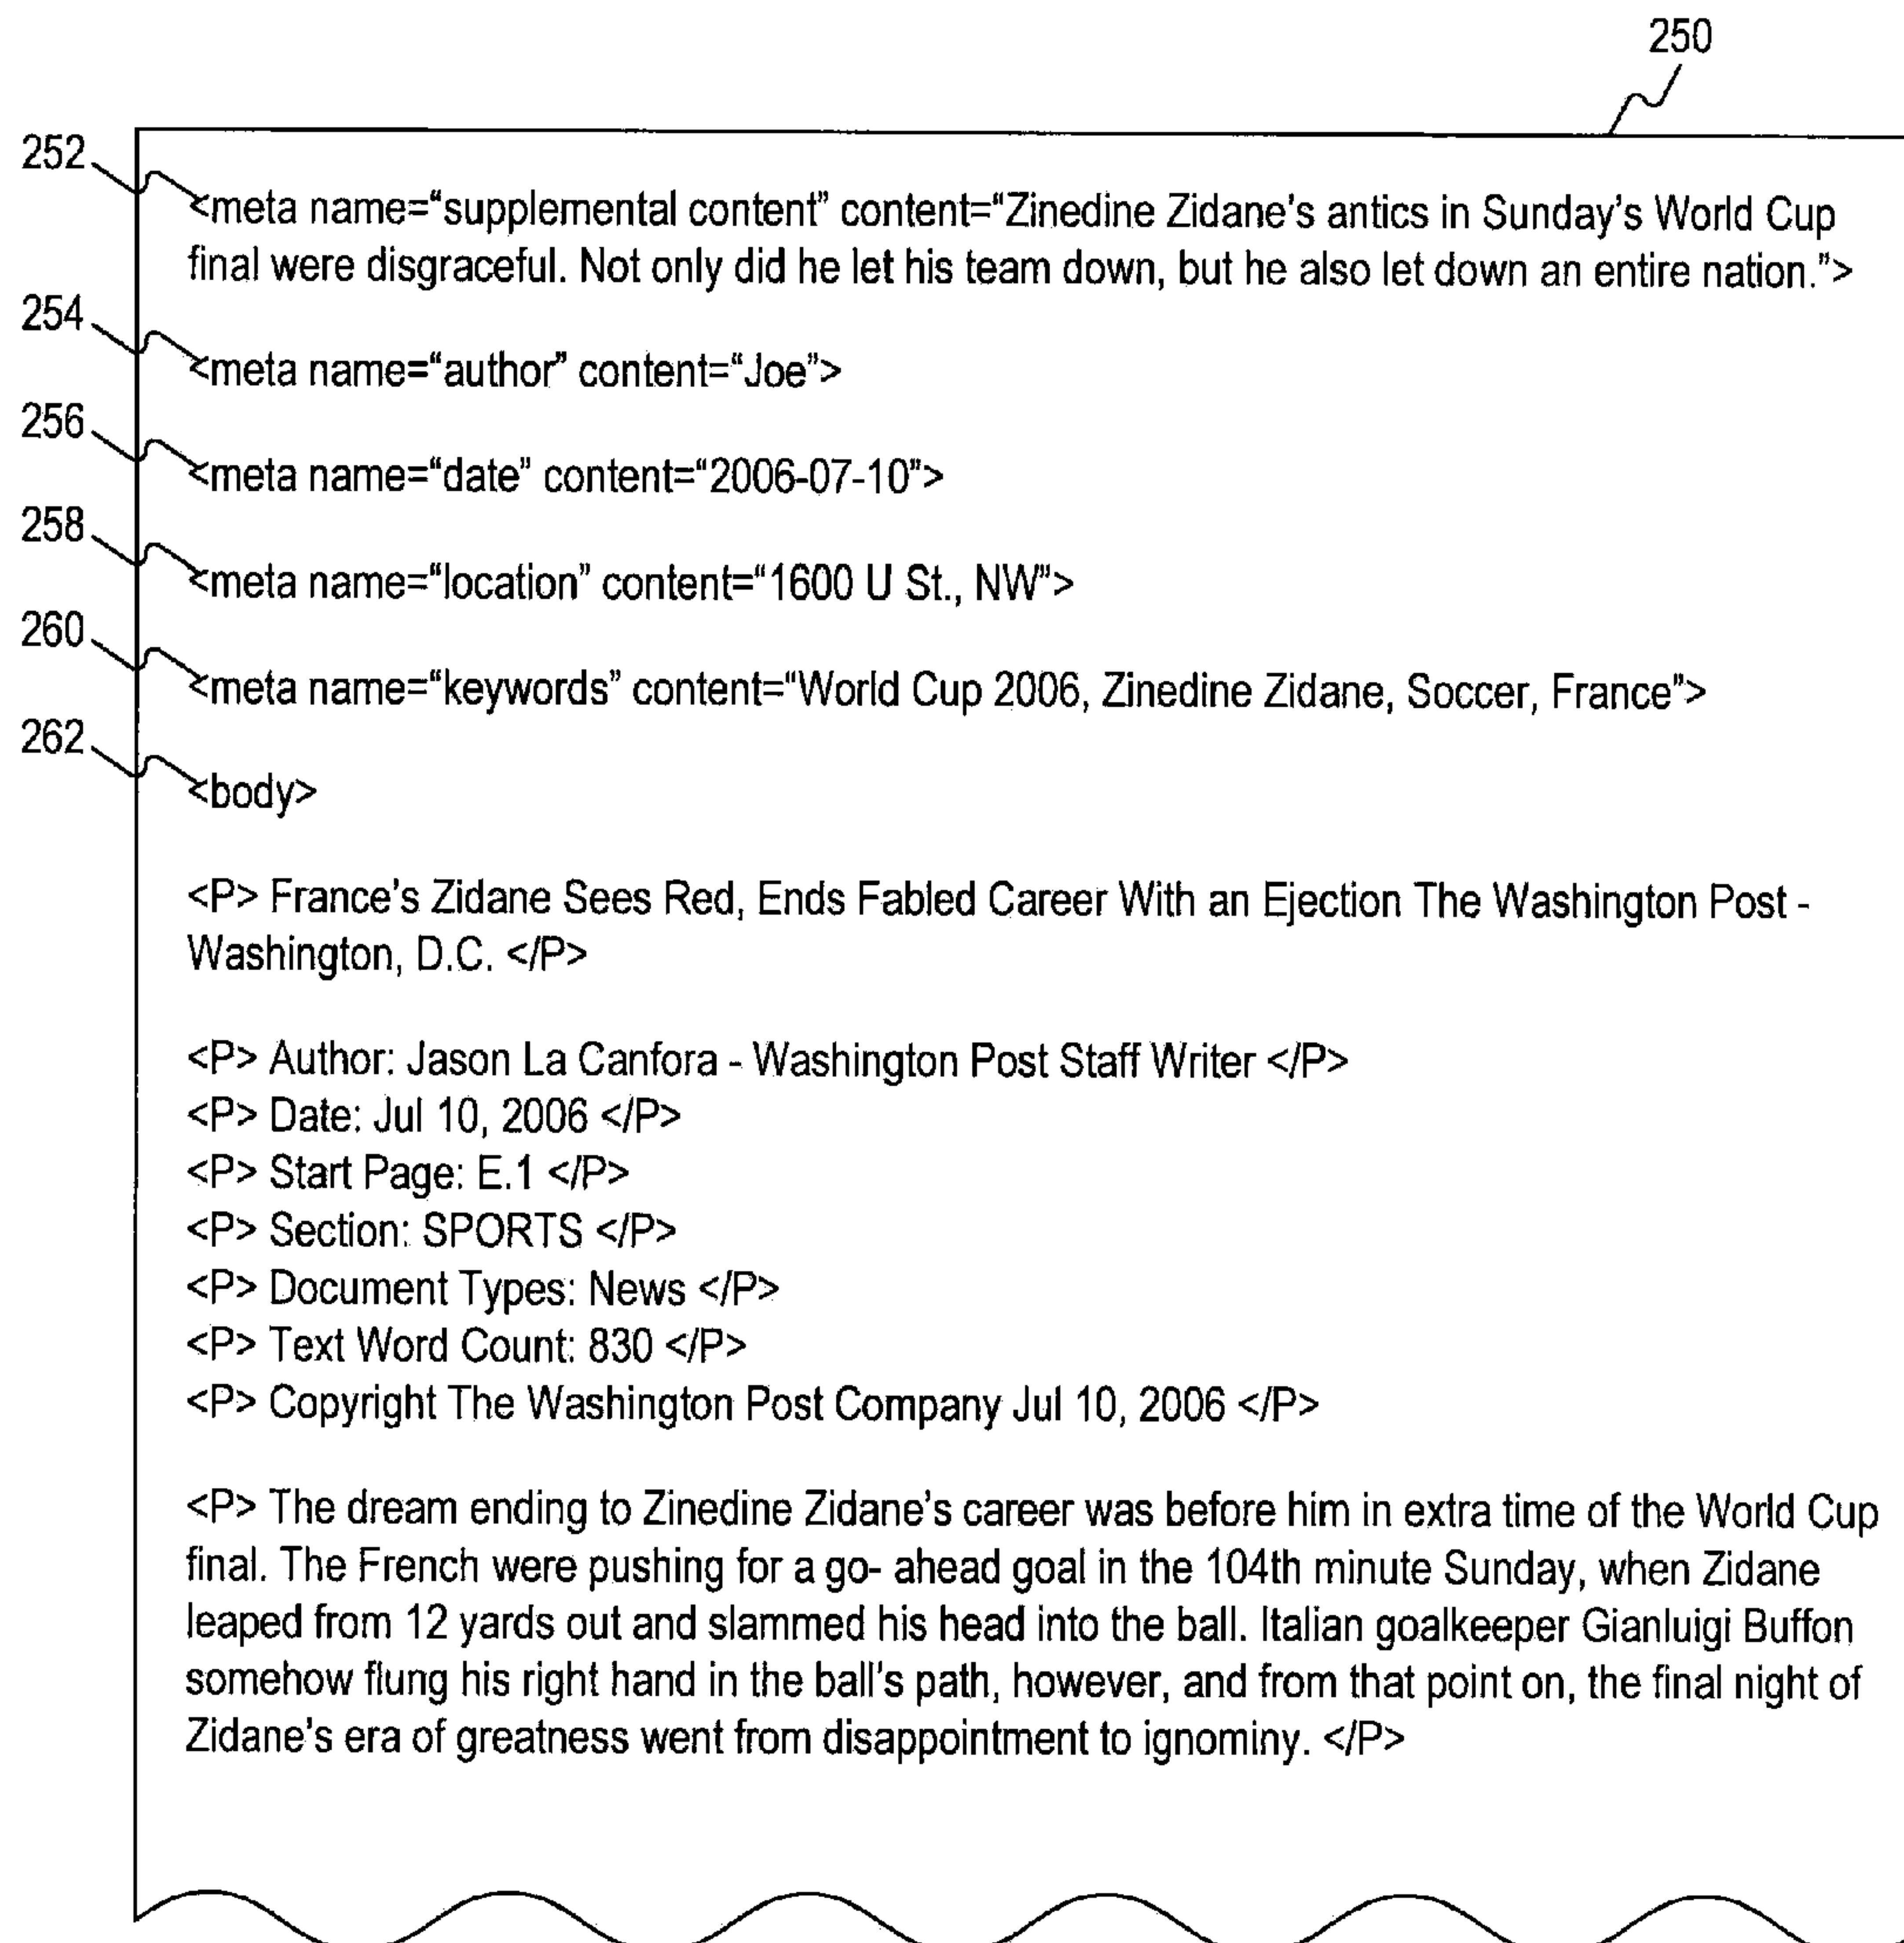 250
252
<meta name=“supplemental content” content=“Zinedine Zidane’s antics in Sunday’s World Cup
final were disgraceful. Not only did he let his team down, but he also let down an entire nation.”>
254
<meta name=“author” content=“Joe”>
256
<meta name=“date” content=“2006-07-10”>
258
<meta name=“location” content=“1600 U St., NW”>
260
<meta name=“keywords” content=“World Cup 2006, Zinedine Zidane, Soccer, France”>
262
<body>
<P> France’s Zidane Sees Red, Ends Fabled Career With an Ejection The Washington Post -
Washington, D.C. </P>
<P> Author: Jason La Canfora - Washington Post Staff Writer </P>
<P> Date: Jul 10, 2006 </P>
<P> Start Page: E.1 </P>
<P> Section: SPORTS </P>
<P> Document Types: News </P>
<P> Text Word Count: 830 </P>
<P> Copyright The Washington Post Company Jul 10, 2006 </P>
<P> The dream ending to Zinedine Zidane’s career was before him in extra time of the World Cup
final. The French were pushing for a go- ahead goal in the 104th minute Sunday, when Zidane
leaped from 12 yards out and slammed his head into the ball. Italian goalkeeper Gianluigi Buffon
somehow flung his right hand in the ball’s path, however, and from that point on, the final night of
Zidane’s era of greatness went from disappointment to ignominy. </P>